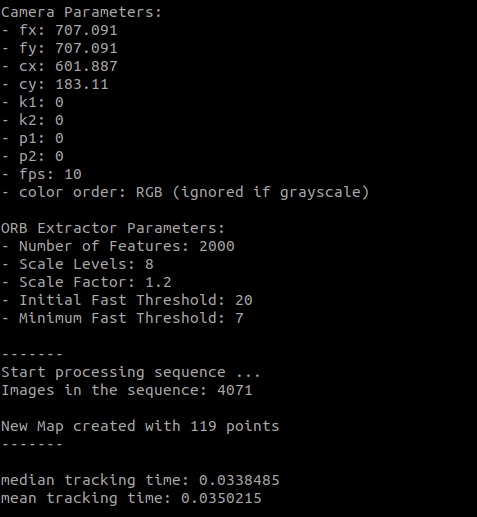 Camera Parameters:
- fx: 707.091
- fy: 707.091
- cx: 601.887
- cy: 183.11
- k1: 0
- k2: 0
- p1: 0
- p2: 0
- fps: 10
- color order: RGB (ignored if grayscale)
ORB Extractor Parameters:
- Number of Features: 2000
- Scale Levels: 8
- Scale Factor: 1.2
- Initial Fast Threshold: 20
- Minimum Fast Threshold: 7
-------
Start processing sequence ...
Images in the sequence: 4071
New Map created with 119 points
-------
median tracking time: 0.0338485
mean tracking time: 0.0350215